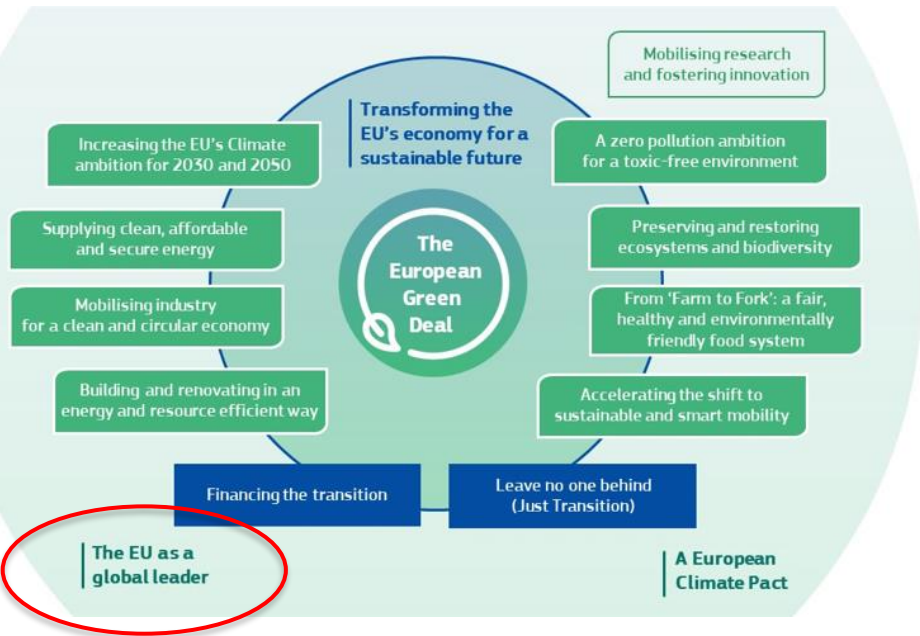 Mobilising research
and fostering innovation
Transforming the
EU's economy for a
sustainable future
Increasing the EU's Climate
ambition for 2030 and 2050
A zero pollution ambition
for a toxic-free environment
Supplying clean, affordable
and secure energy
Preserving and restoring
ecosystems and biodiversity
The
European
Green
Deal
Mobilising industry
for a clean and circular economy
From 'Farm to Fork': a fair,
healthy and environmentally
friendly food system
Building and renovating in an
energy and resource efficient way
Accelerating the shift to
sustainable and smart mobility
Financing the transition
Leave no one behind
(Just Transition)
The EU as a
global leader
A European
Climate Pact